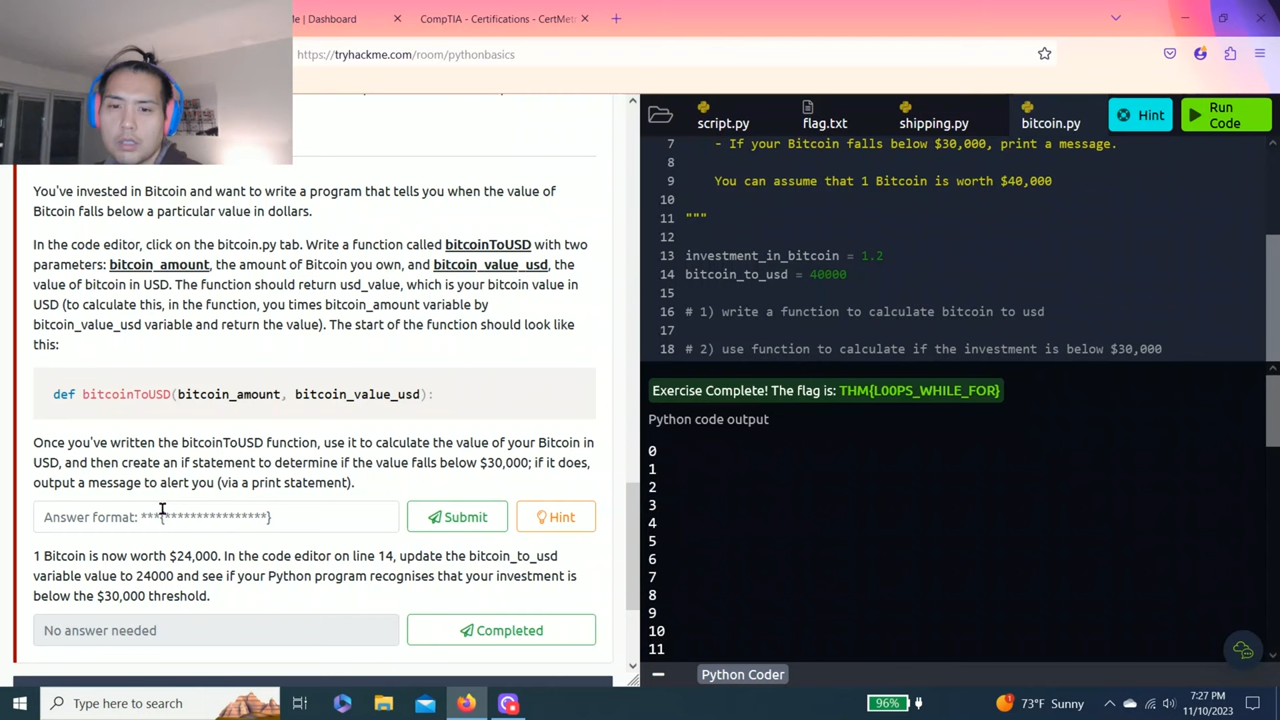 Me | Dashboard
CompTIA - Certifications - CertMet
https://tryhackme.com/room/pythonbasics
script.py
flag.txt
shipping.py
bitcoin.py
Hint
Run Code
You've invested in Bitcoin and want to write a program that tells you when the value of
Bitcoin falls below a particular value in dollars.
In the code editor, click on the bitcoin.py tab. Write a function called bitcoinToUSD with two
parameters: bitcoin_amount, the amount of Bitcoin you own, and bitcoin_value_usd, the
value of bitcoin in USD. The function should return usd_value, which is your bitcoin value in
USD (to calculate this, in the function, you times bitcoin_amount variable by
bitcoin_value_usd variable and return the value). The start of the function should look like
this:
def bitcoinToUSD(bitcoin_amount, bitcoin_value_usd):
Once you've written the bitcoinToUSD function, use it to calculate the value of your Bitcoin in
USD, and then create an if statement to determine if the value falls below $30,000; if it does,
output a message to alert you (via a print statement).
Answer format: ***{*****************}
Submit
Hint
1 Bitcoin is now worth $24,000. In the code editor on line 14, update the bitcoin_to_usd
variable value to 24000 and see if your Python program recognises that your investment is
below the $30,000 threshold.
No answer needed
Completed
7 - If your Bitcoin falls below $30,000, print a message.
8
9 You can assume that 1 Bitcoin is worth $40,000
10
11 """
12
13 investment_in_bitcoin = 1.2
14 bitcoin_to_usd = 40000
15
16 # 1) write a function to calculate bitcoin to usd
17
18 # 2) use function to calculate if the investment is below $30,000
Exercise Complete! The flag is: THM{L00PS_WHILE_FOR}
Python code output
0
1
2
3
4
5
6
7
8
9
10
11
Python Coder
Type here to search
96%
73°F Sunny
7:27 PM
11/10/2023